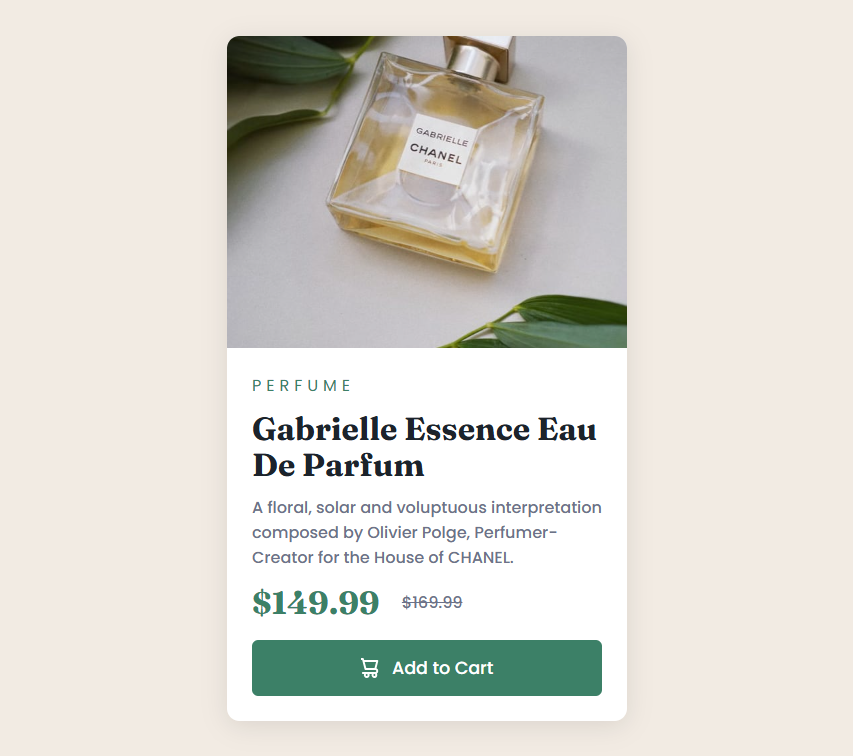 GABRIELLE
CHANEL
PARIS
PERFUME
Gabrielle Essence Eau
De Parfum
A floral, solar and voluptuous interpretation
composed by Olivier Polge, Perfumer-
Creator for the House of CHANEL.
$149.99 $169.99
Add to Cart